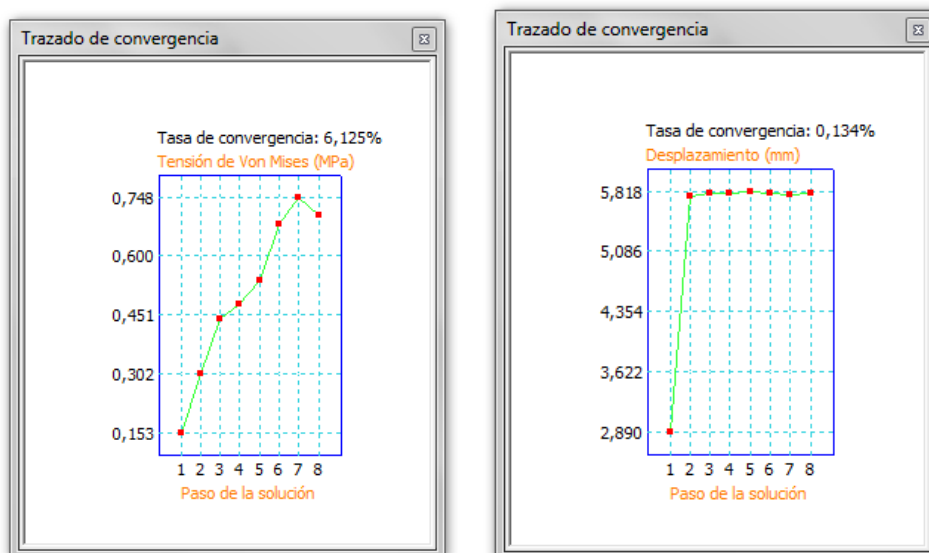 Trazado de convergencia
Tasa de convergencia: 6,125%
Tensión de Von Mises (MPa)
0,748
0,600
0,451
0,302
0,153
1 2 3 4 5 6 7 8
Paso de la solución
Trazado de convergencia
Tasa de convergencia: 0,134%
Desplazamiento (mm)
5,818
5,086
4,354
3,622
2,890
1 2 3 4 5 6 7 8
Paso de la solución